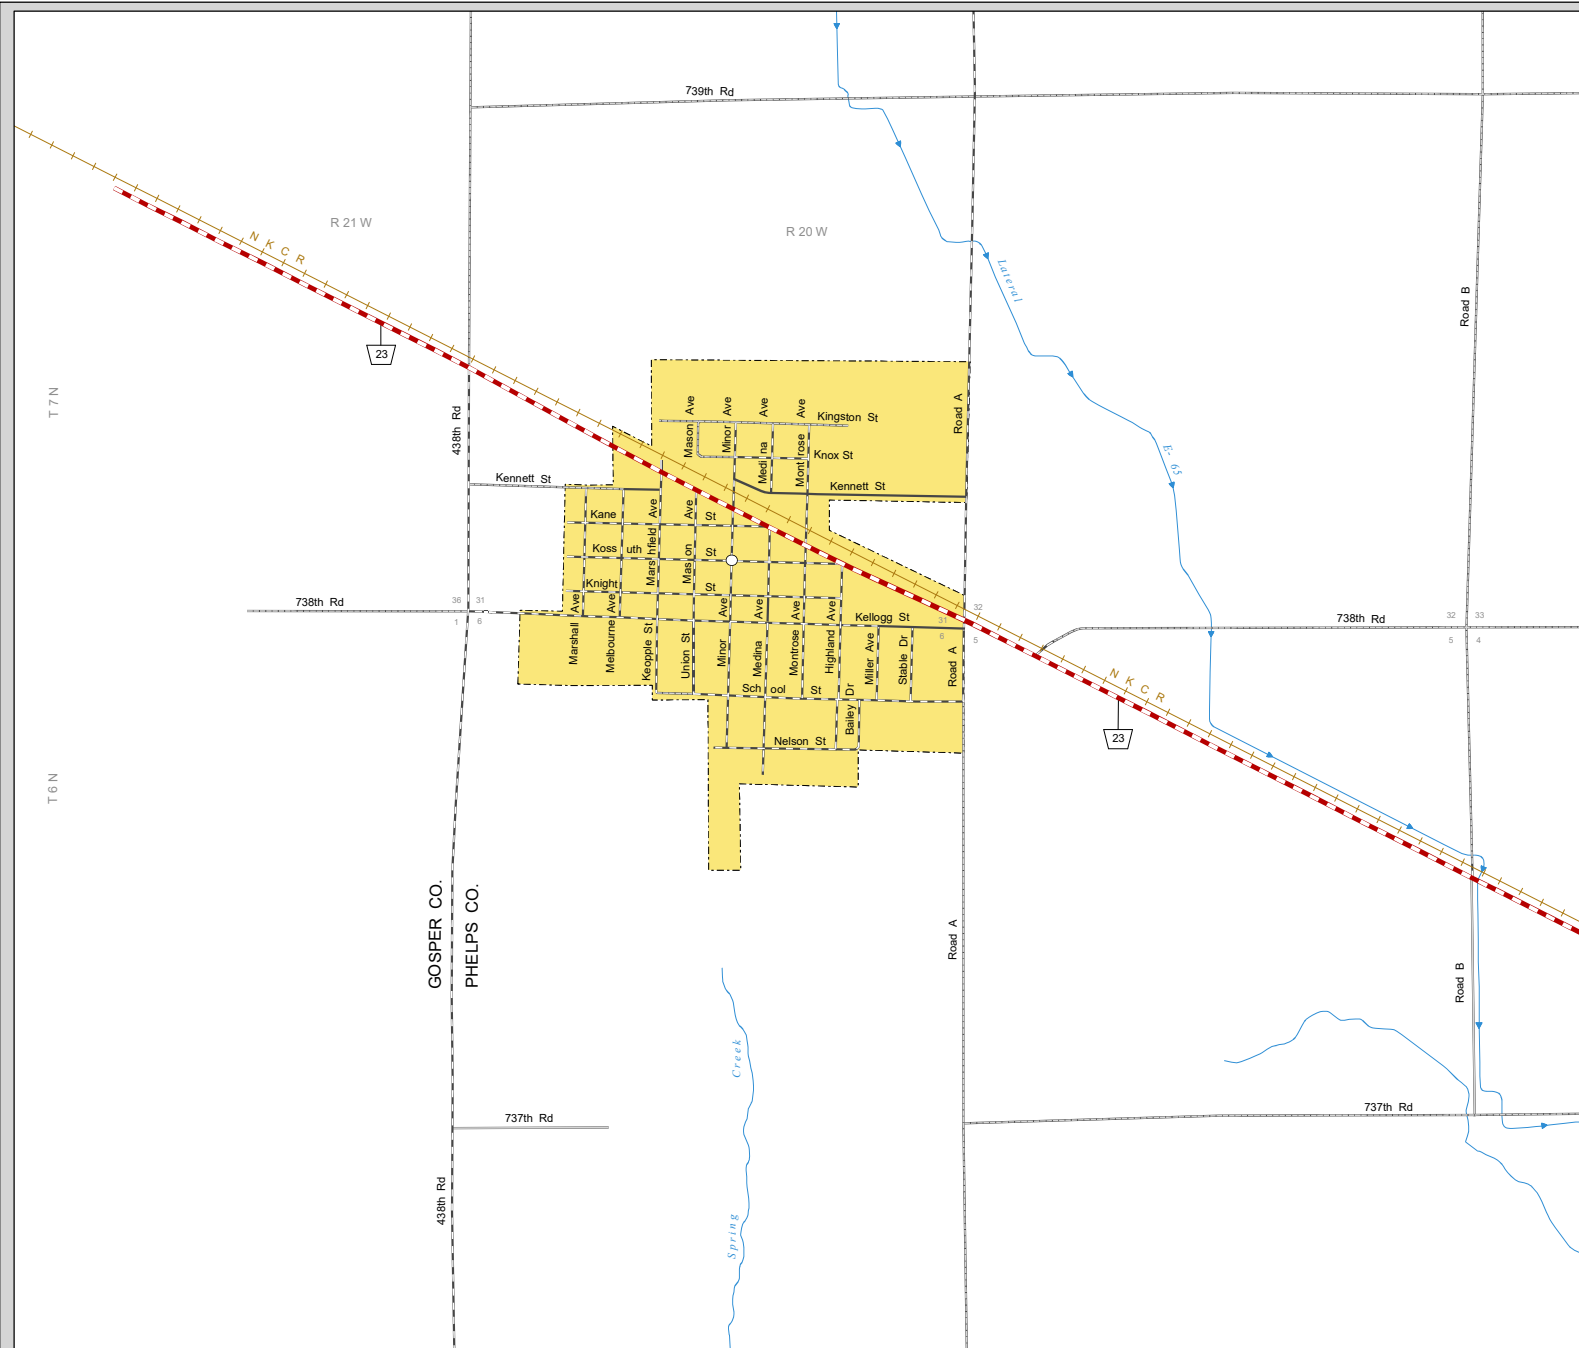 739th Rd
R 21 W
R 20 W
N K C R
Lateral
Road B
23
T 7 N
438th Rd
Mason Ave
Minor Ave
Medina Ave
Montrose Ave
Kingston St
Road A
Knox St
E- 65
Kennett St
Kennett St
Kane St
Marshfield Ave
Mason Ave
Kossuth St
Knight St
738th Rd
36 31
1 6
Marshall Ave
Melbourne Ave
Keopple St
Union St
Minor Ave
Medina Ave
Montrose Ave
Highland Ave
Kellogg St
31 32
6 5
Miller Ave
Stable Dr
Road A
738th Rd
32 33
5 4
School St
Bailey Dr
N K C R
23
Nelson St
T 6 N
GOSPER CO.
PHELPS CO.
Road A
Road B
Spring Creek
737th Rd
737th Rd
438th Rd